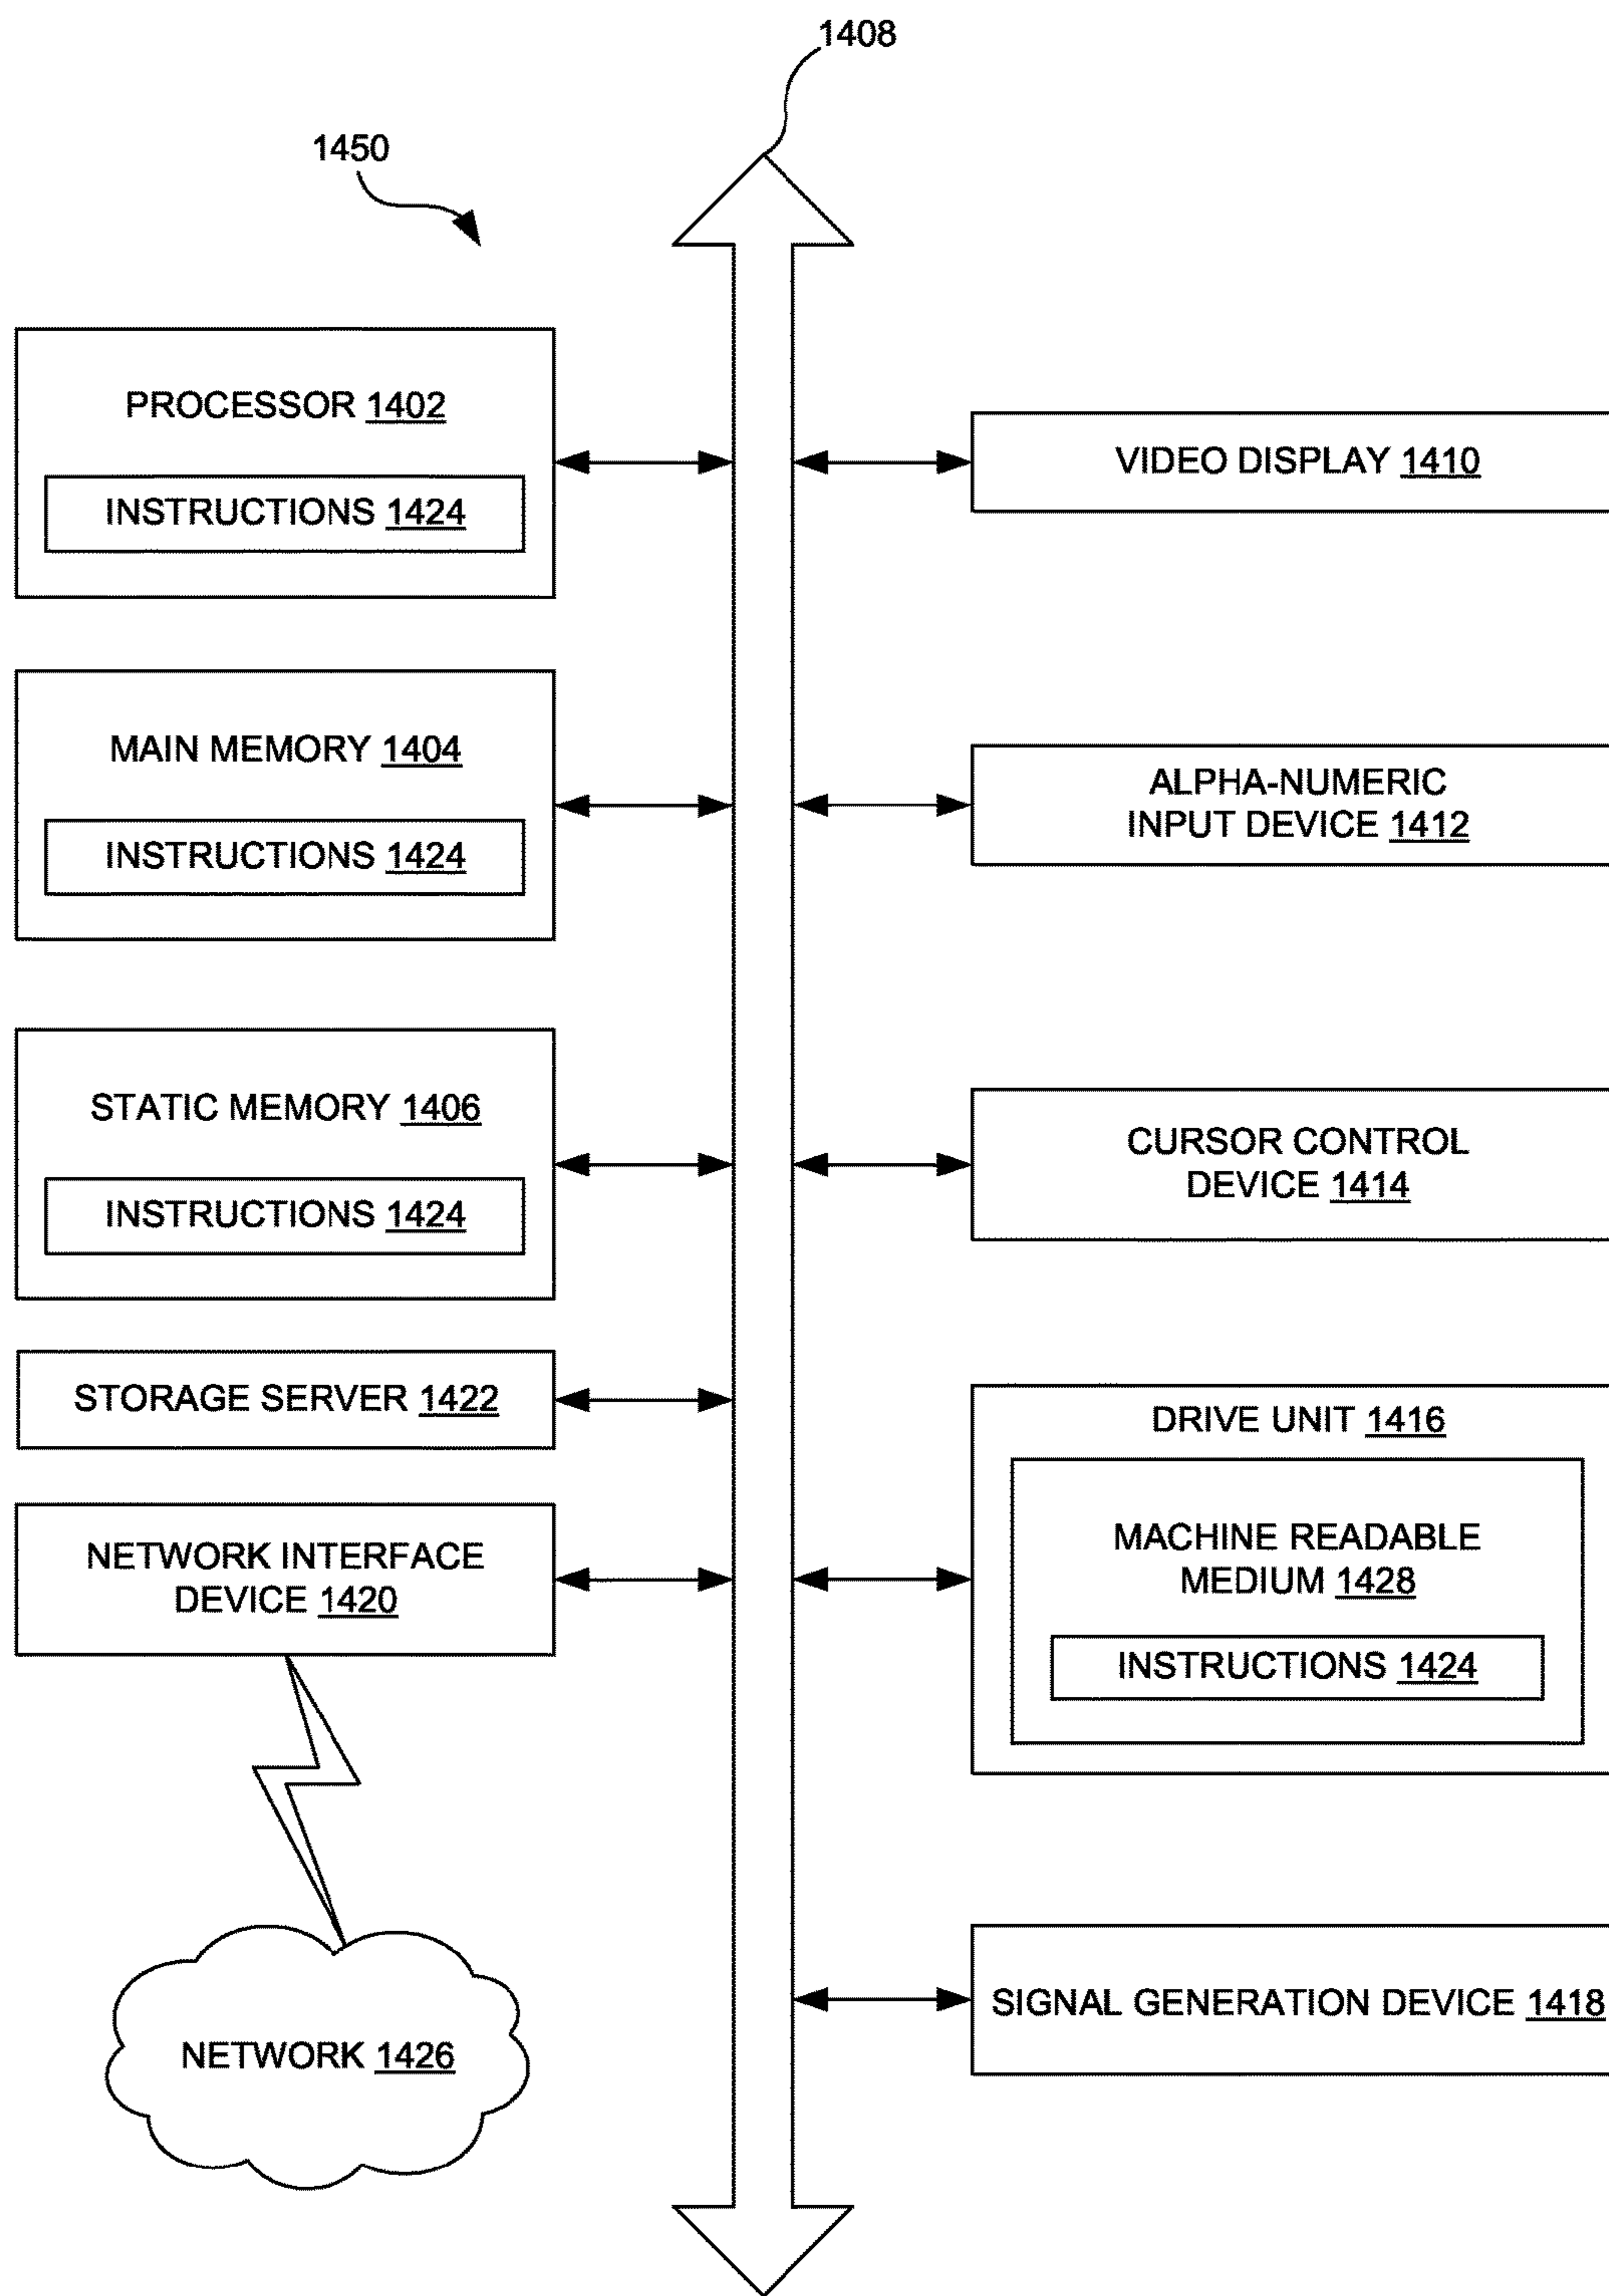 1408
1450
PROCESSOR 1402
INSTRUCTIONS 1424
MAIN MEMORY 1404
INSTRUCTIONS 1424
STATIC MEMORY 1406
INSTRUCTIONS 1424
STORAGE SERVER 1422
NETWORK INTERFACE
DEVICE 1420
NETWORK 1426
VIDEO DISPLAY 1410
ALPHA-NUMERIC
INPUT DEVICE 1412
CURSOR CONTROL
DEVICE 1414
DRIVE UNIT 1416
MACHINE READABLE
MEDIUM 1428
INSTRUCTIONS 1424
SIGNAL GENERATION DEVICE 1418